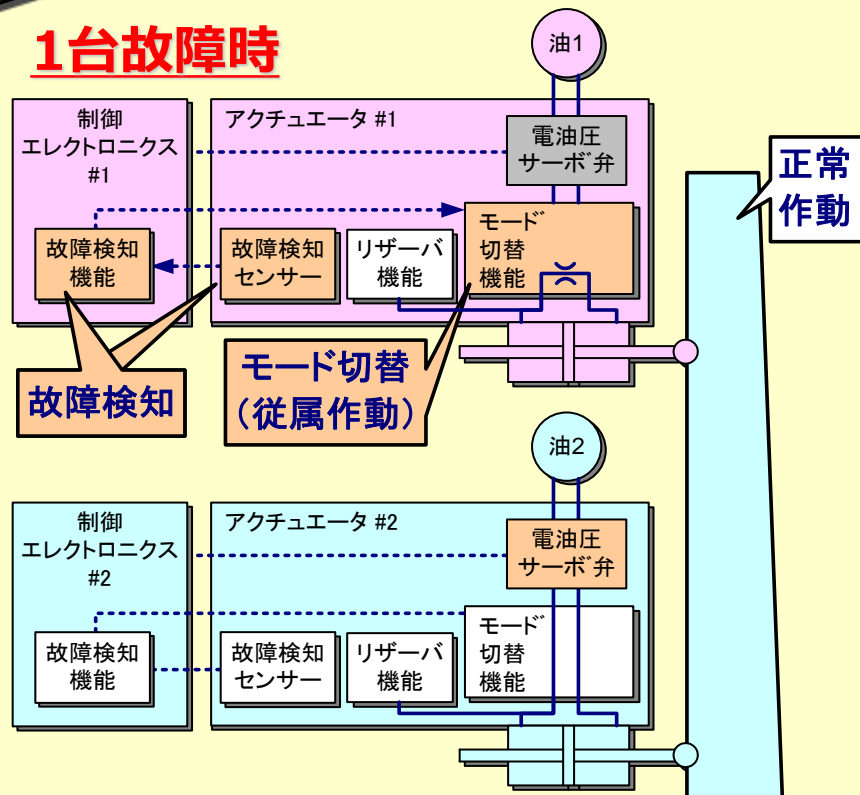 1台故障時
油1
制御
エレクトロニクス
#1
アクチュエータ #1
電油圧
サーボ弁
正常
作動
故障検知
機能
故障検知
センサー
リザーバ
機能
モード
切替
機能
故障検知
モード切替
（従属作動）
油2
制御
エレクトロニクス
#2
アクチュエータ #2
電油圧
サーボ弁
故障検知
機能
故障検知
センサー
リザーバ
機能
モード
切替
機能